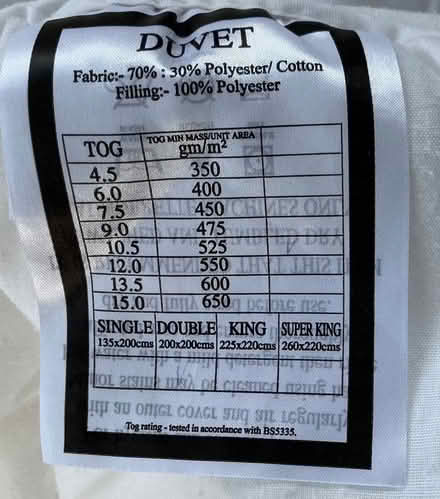 DUVET
Fabric:- 70% : 30% Polyester/ Cotton
Filling:- 100% Polyester
TOG TOG MIN MASS/UNIT AREA gm/m²
4.5 350
6.0 400
7.5 450
9.0 475
10.5 525
12.0 550
13.5 600
15.0 650
SINGLE DOUBLE KING SUPER KING
135x200cms 200x200cms 225x220cms 260x220cms
Tog rating - tested in accordance with BS5335.